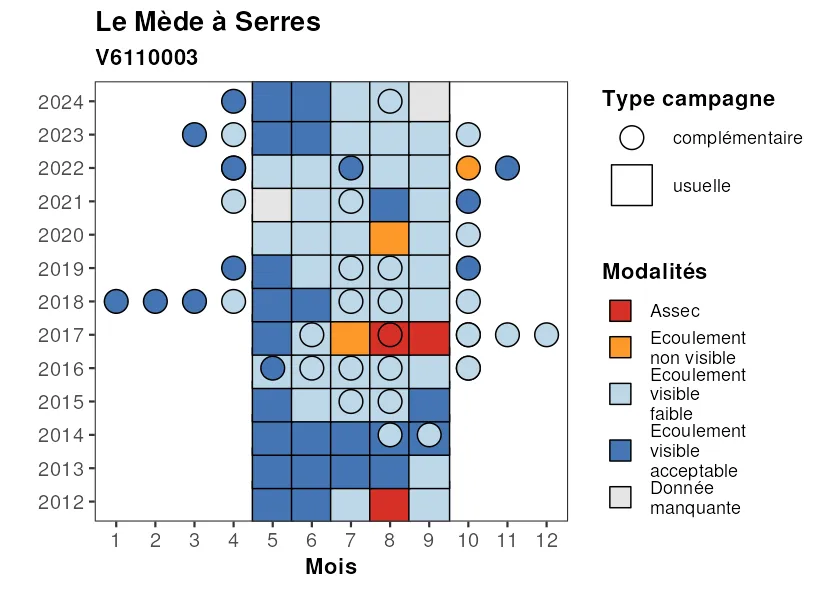 Le Mède à Serres
V6110003
2024
2023
2022
2021
2020
2019
2018
2017
2016
2015
2014
2013
2012
1 2 3 4 5 6 7 8 9 10 11 12
Mois
Type campagne
complémentaire
usuelle
Modalités
Assec
Ecoulement
non visible
Ecoulement
visible
faible
Ecoulement
visible
acceptable
Donnée
manquante